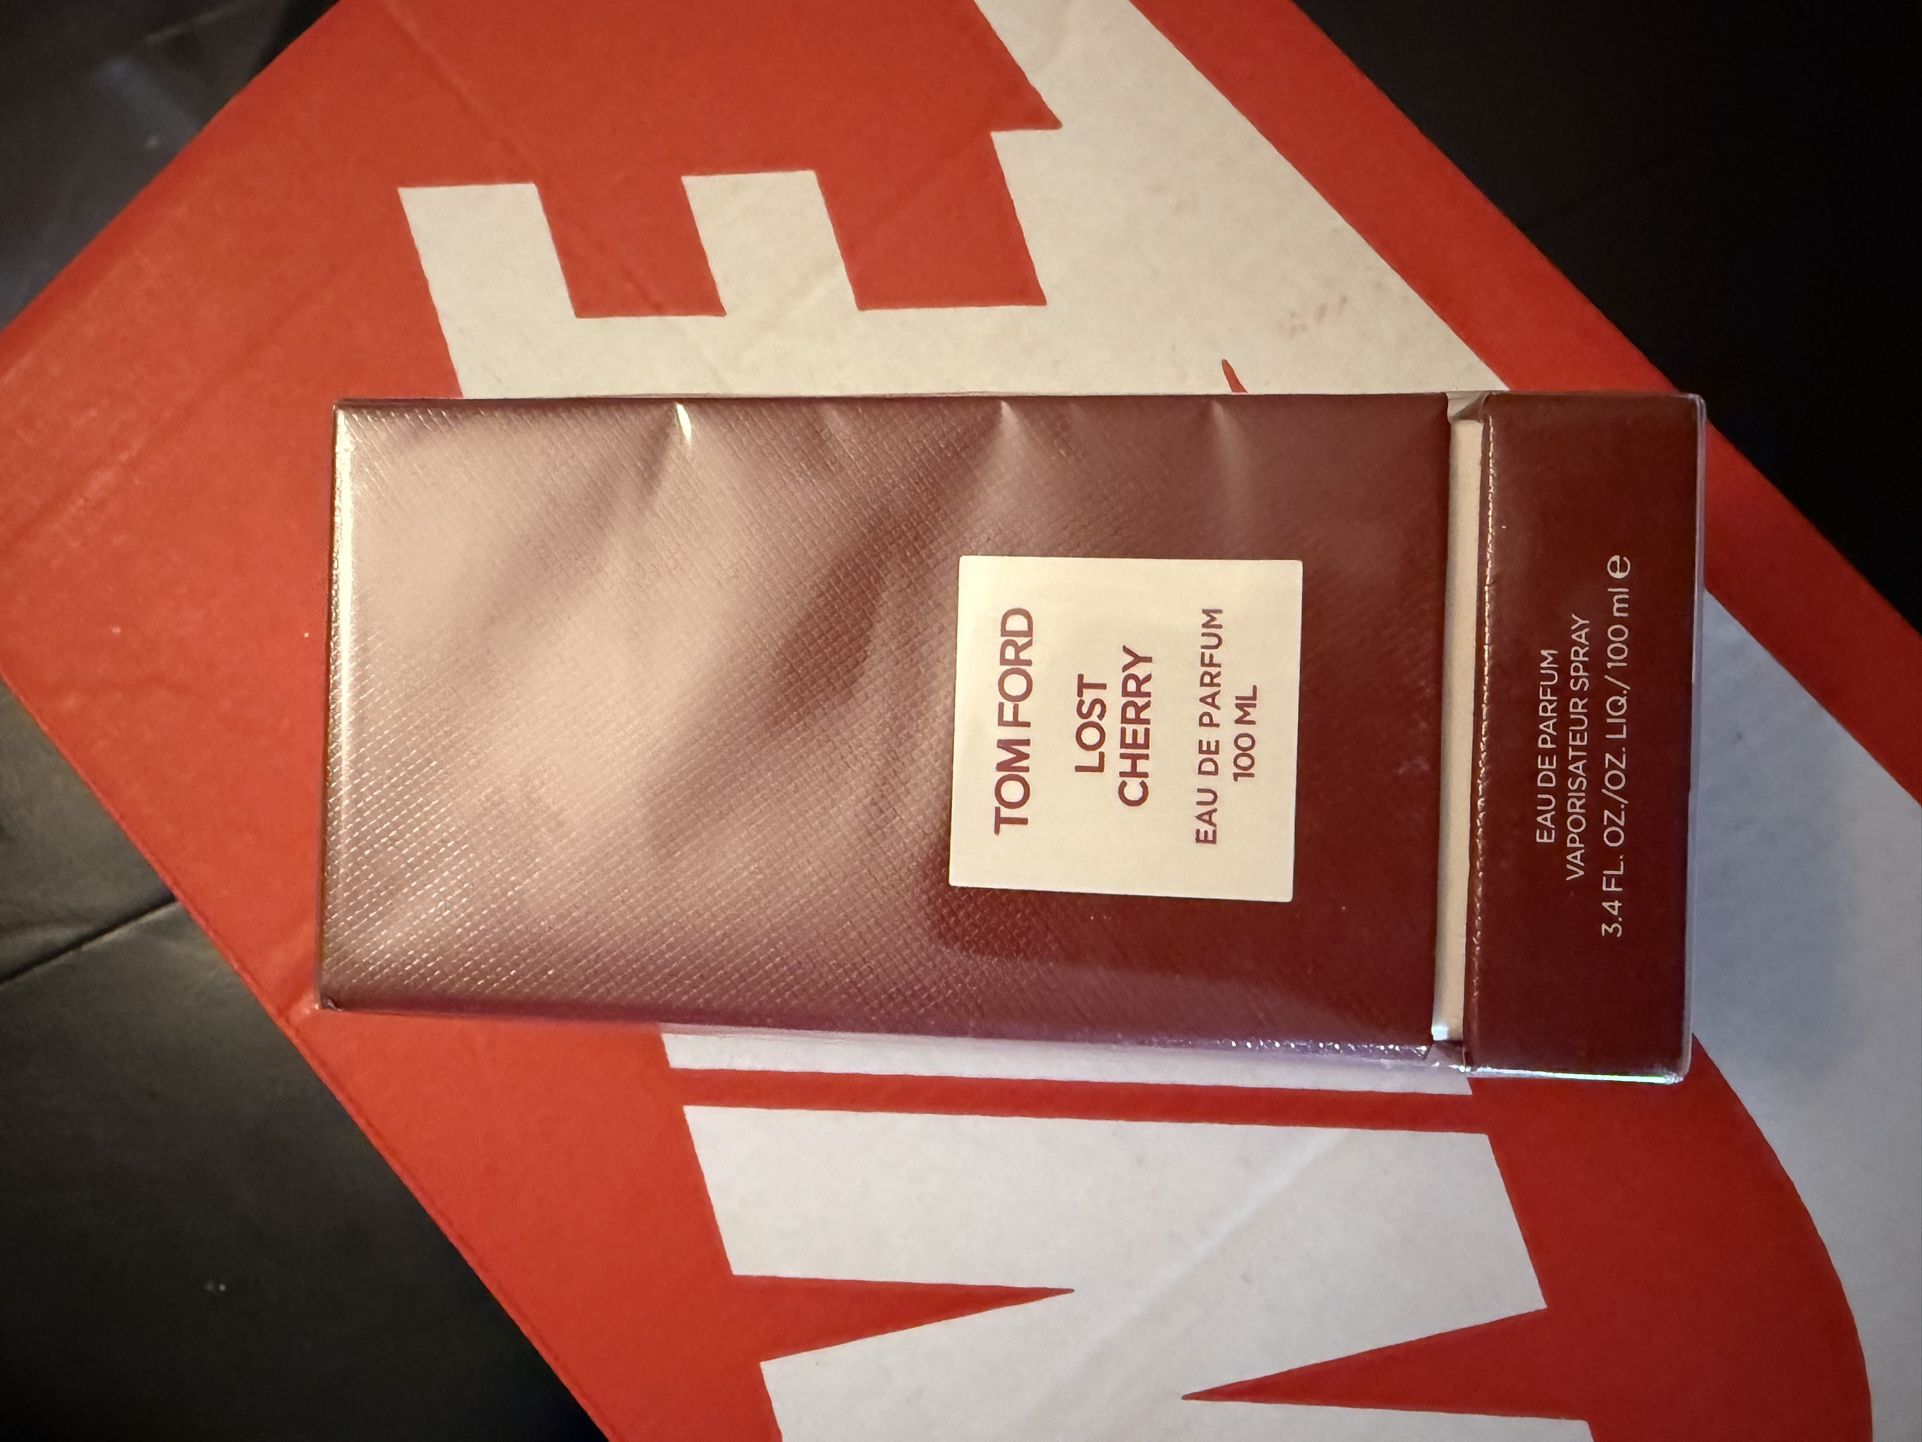 TOM FORD
LOST
CHERRY
EAU DE PARFUM
100 ML
EAU DE PARFUM
VAPORISATEUR SPRAY
3.4 FL. OZ./OZ. LIQ./ 100 ml e